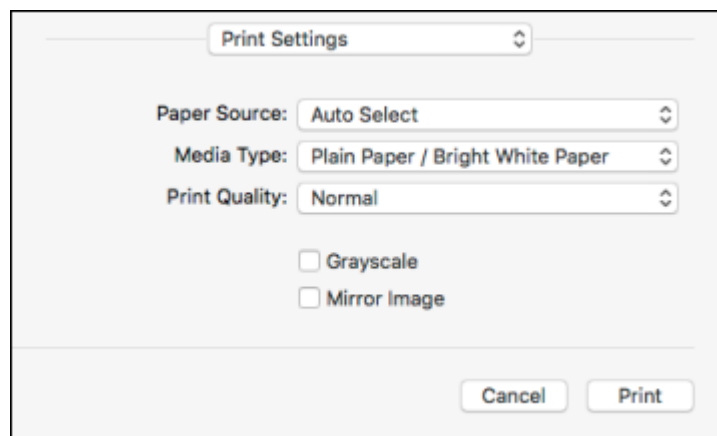 Print Settings
Paper Source: Auto Select
Media Type: Plain Paper / Bright White Paper
Print Quality: Normal
Grayscale
Mirror Image
Cancel Print